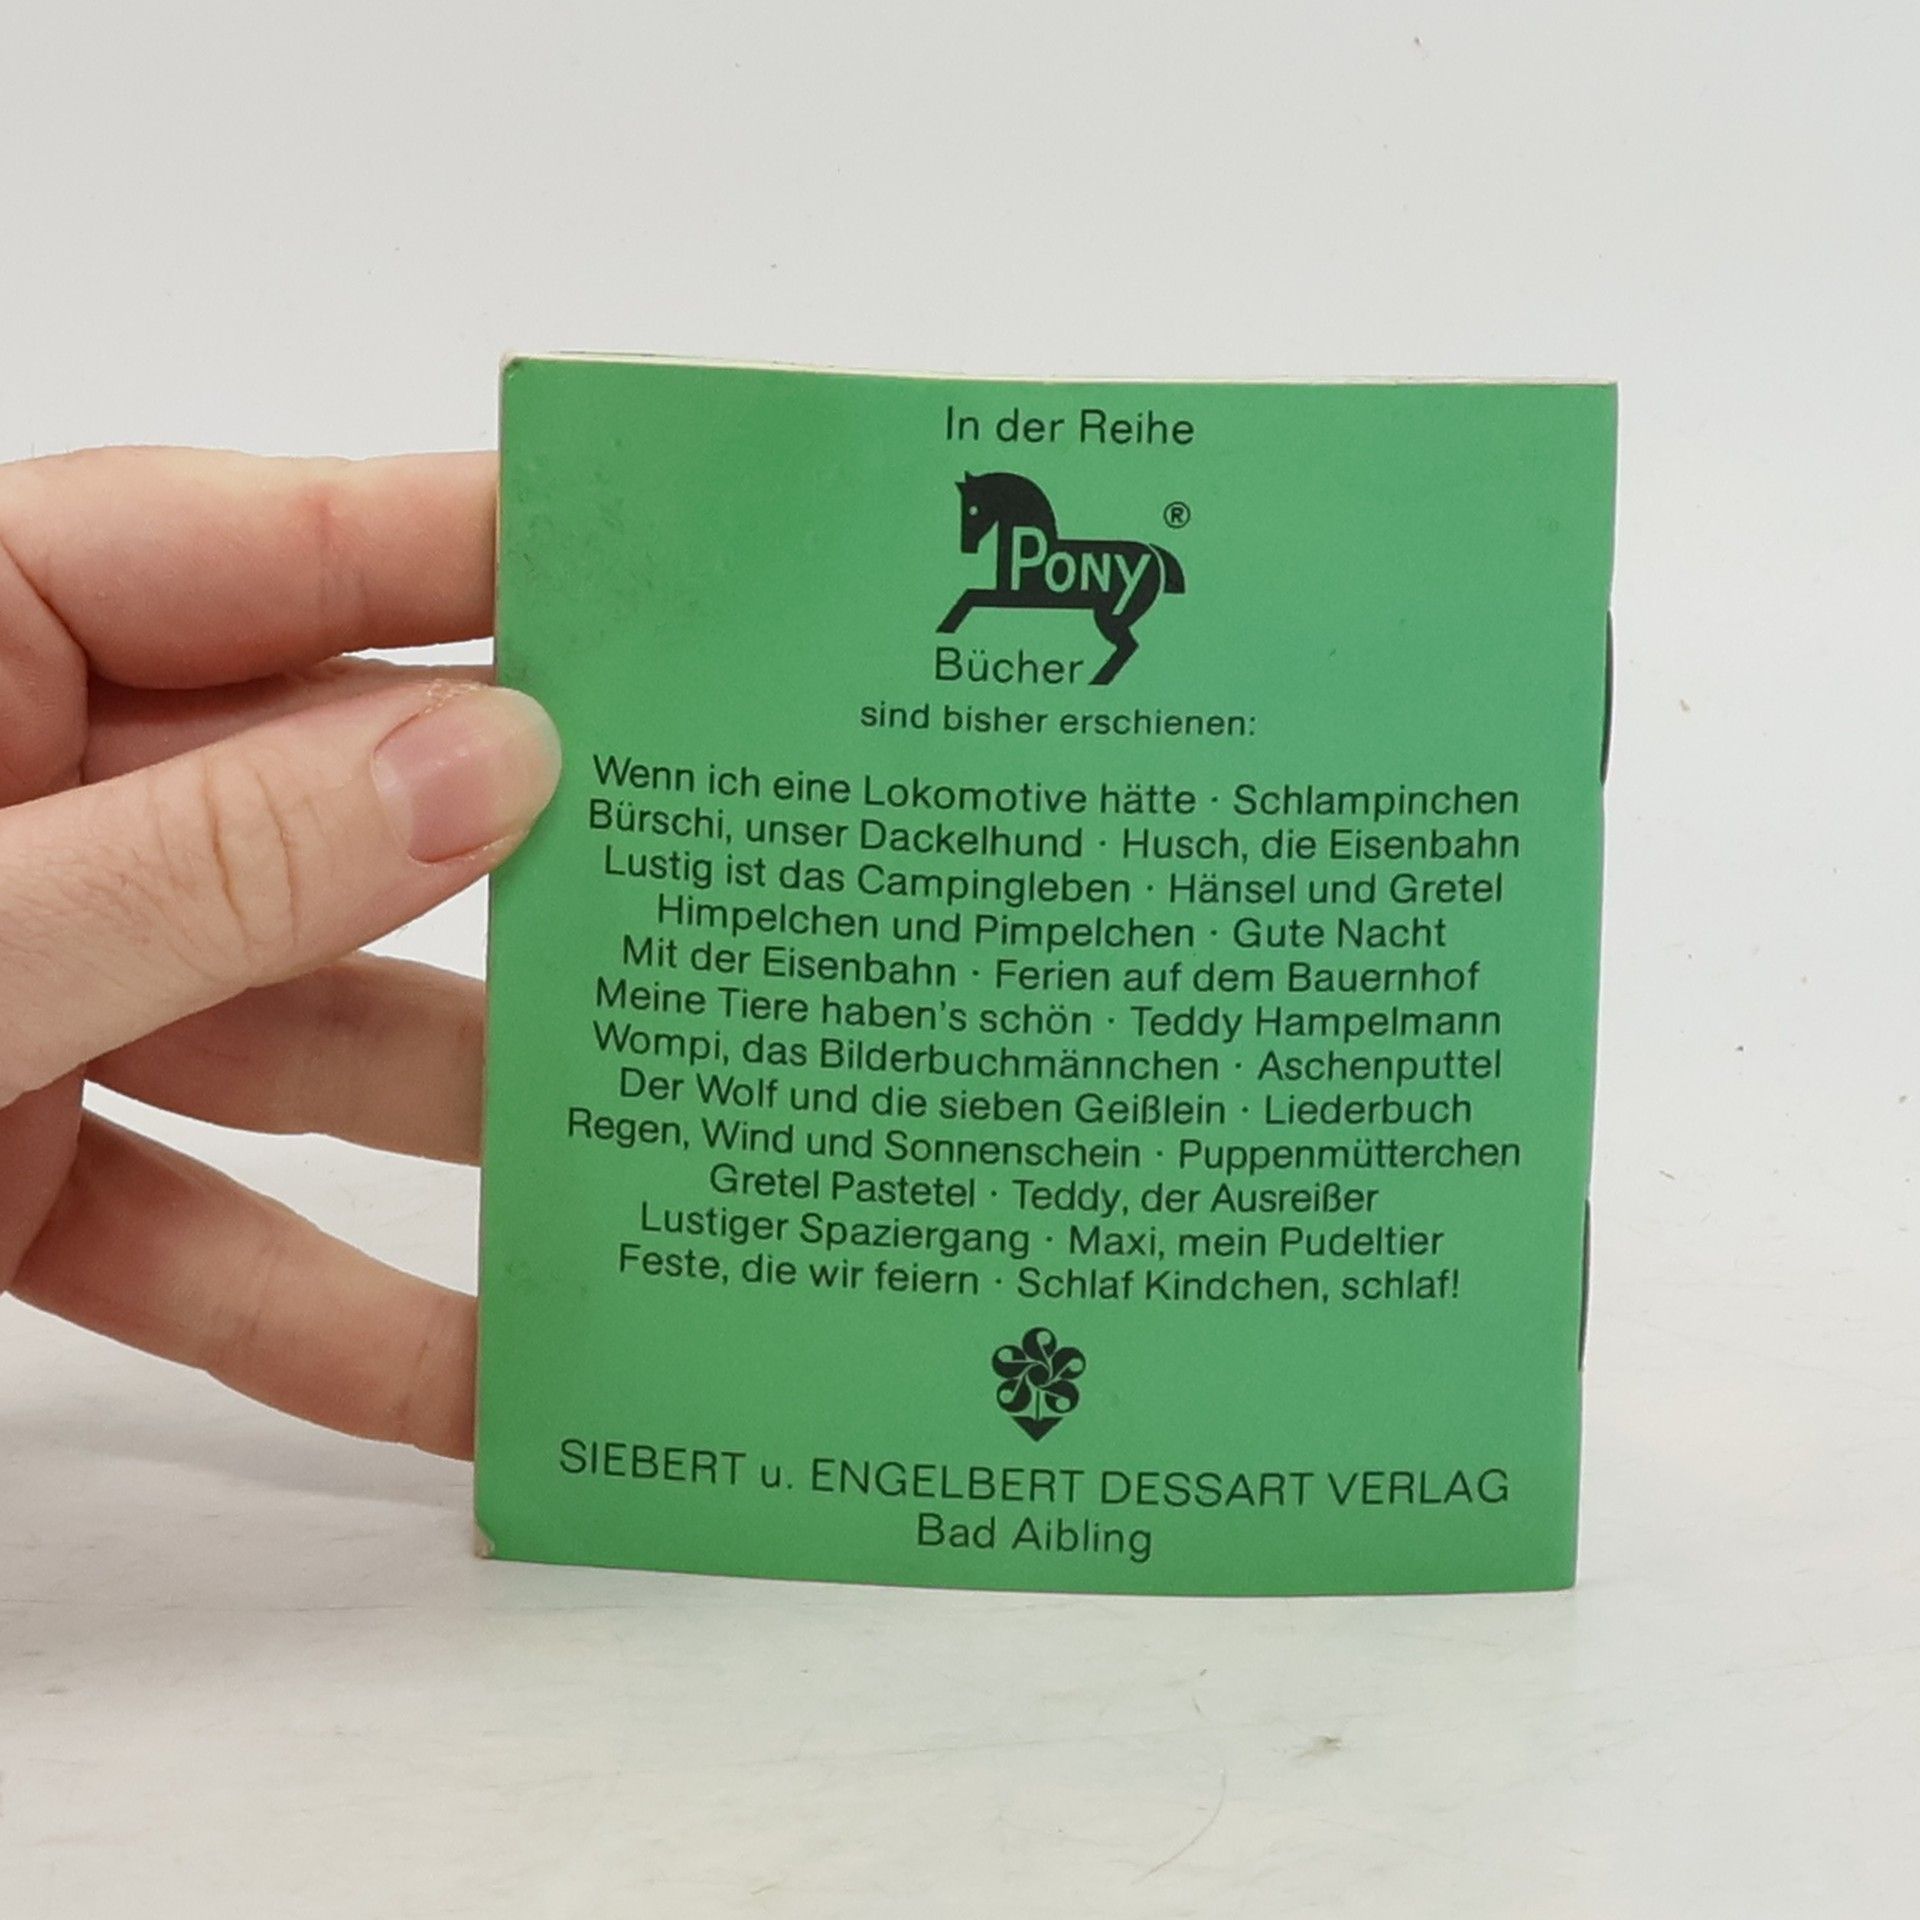 In der Reihe
PONY ®
Bücher
sind bisher erschienen:
Wenn ich eine Lokomotive hätte · Schlampinchen
Bürschi, unser Dackelhund · Husch, die Eisenbahn
Lustig ist das Campingleben · Hänsel und Gretel
Himpelchen und Pimpelchen · Gute Nacht
Mit der Eisenbahn · Ferien auf dem Bauernhof
Meine Tiere haben's schön · Teddy Hampelmann
Wompi, das Bilderbuchmännchen · Aschenputtel
Der Wolf und die sieben Geißlein · Liederbuch
Regen, Wind und Sonnenschein · Puppenmütterchen
Gretel Pastetel · Teddy, der Ausreißer
Lustiger Spaziergang · Maxi, mein Pudeltier
Feste, die wir feiern · Schlaf Kindchen, schlaf!
SIEBERT u. ENGELBERT DESSART VERLAG
Bad Aibling